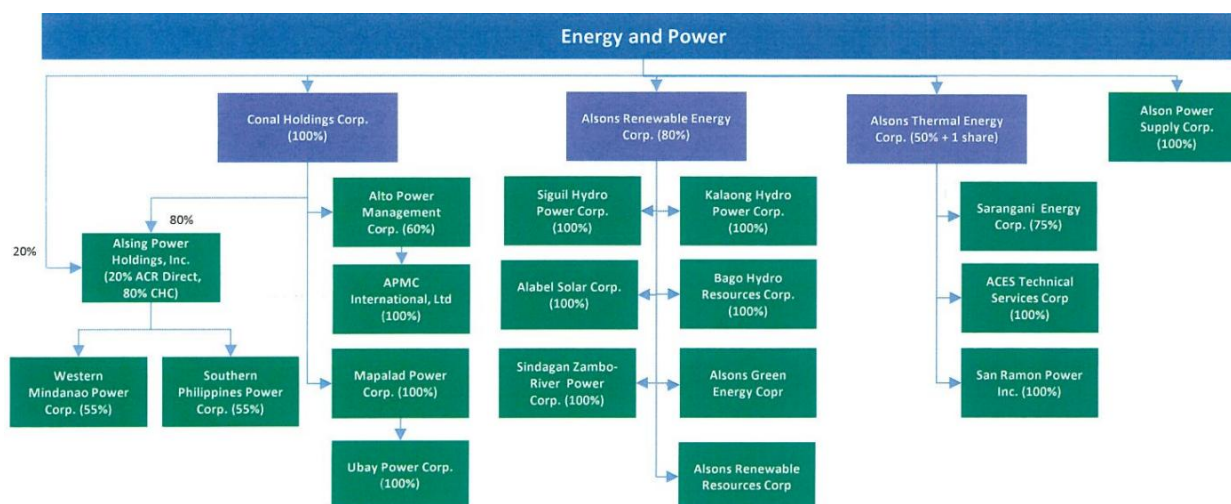 Energy and Power
Conal Holdings Corp.
(100%)
Alsons Renewable Energy
Corp. (80%)
Alsons Thermal Energy
Corp. (50% + 1 share)
Alson Power
Supply Corp.
(100%)
20%
80%
Alsing Power
Holdings, Inc.
(20% ACR Direct,
80% CHC)
Western
Mindanao Power
Corp. (55%)
Southern
Philippines Power
Corp. (55%)
Alto Power
Management
Corp. (60%)
APMC
International, Ltd
(100%)
Mapalad Power
Corp. (100%)
Ubay Power Corp.
(100%)
Siguil Hydro
Power Corp.
(100%)
Kalaong Hydro
Power Corp.
(100%)
Alabel Solar Corp.
(100%)
Bago Hydro
Resources Corp.
(100%)
Sindagan Zambo-
River Power
Corp. (100%)
Alsons Green
Energy Copr
Alsons Renewable
Resources Corp
Sarangani Energy
Corp. (75%)
ACES Technical
Services Corp
(100%)
San Ramon Power
Inc. (100%)